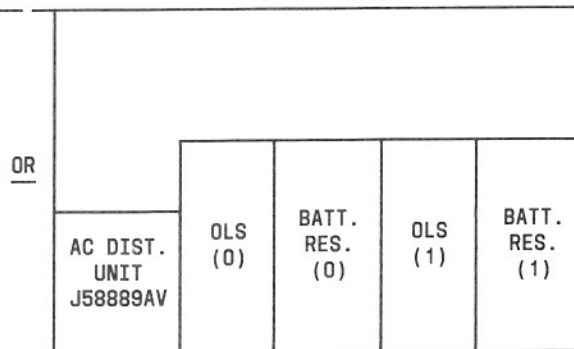 OR
AC DIST.
UNIT
J58889AV
OLS
(0)
BATT.
RES.
(0)
OLS
(1)
BATT.
RES.
(1)